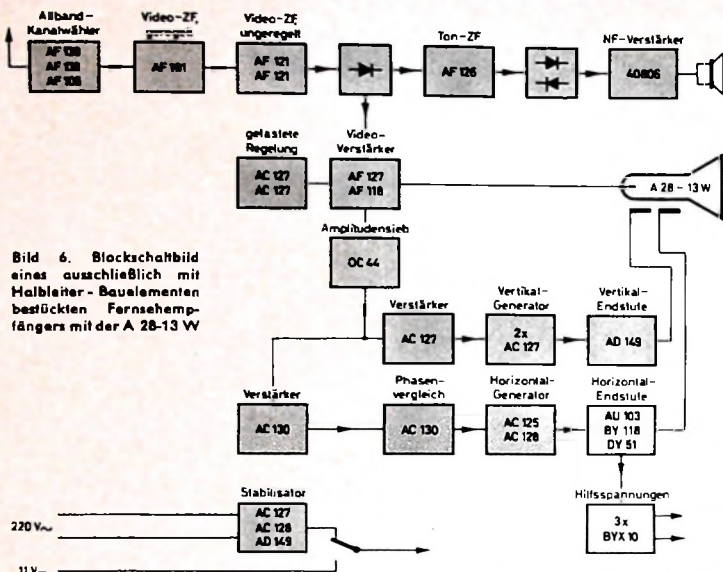 Allband-
Kanalwähler
AF 139
AF 139
AF 106
Video-ZF,
AF 181
Video-ZF,
ungeregelt
AF 121
AF 121
Ton-ZF
AF 126
NF-Verstärker
40806
getastete
Regelung
AC 127
AC 127
Video-
Verstärker
AF 127
AF 118
A 28-13 W
Bild 6. Blockschaltbild
eines ausschließlich mit
Halbleiter-Bauelementen
bestückten Fernsehemp-
fängers mit der A 28-13 W
Amplitudensieb
OC 44
Verstärker
AC 127
Vertikal-
Generator
2x
AC 127
Vertikal-
Endstufe
AD 149
Verstärker
AC 130
Phasen-
vergleich
AC 130
Horizontal-
Generator
AC 125
AC 128
Horizontal-
Endstufe
AU 103
BY 118
DY 51
Stabilisator
220 V~
AC 127
AC 128
AD 149
11 V
Hilfsspannungen
3x
BYX 10